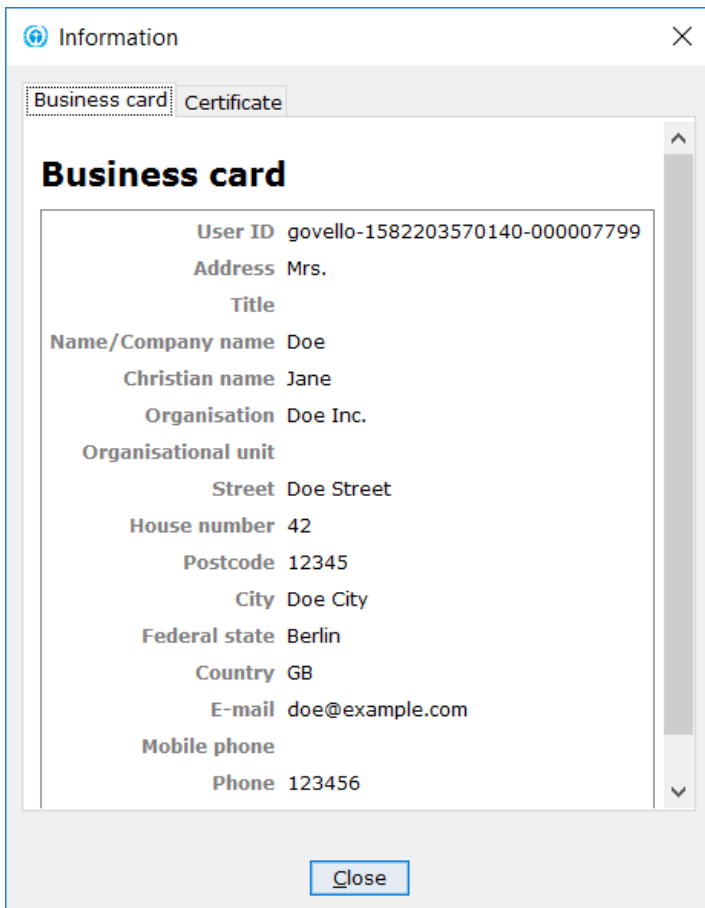 Information
Business card Certificate
Business card
User ID govello-1582203570140-000007799
Address Mrs.
Title
Name/Company name Doe
Christian name Jane
Organisation Doe Inc.
Organisational unit
Street Doe Street
House number 42
Postcode 12345
City Doe City
Federal state Berlin
Country GB
E-mail doe@example.com
Mobile phone
Phone 123456
Close